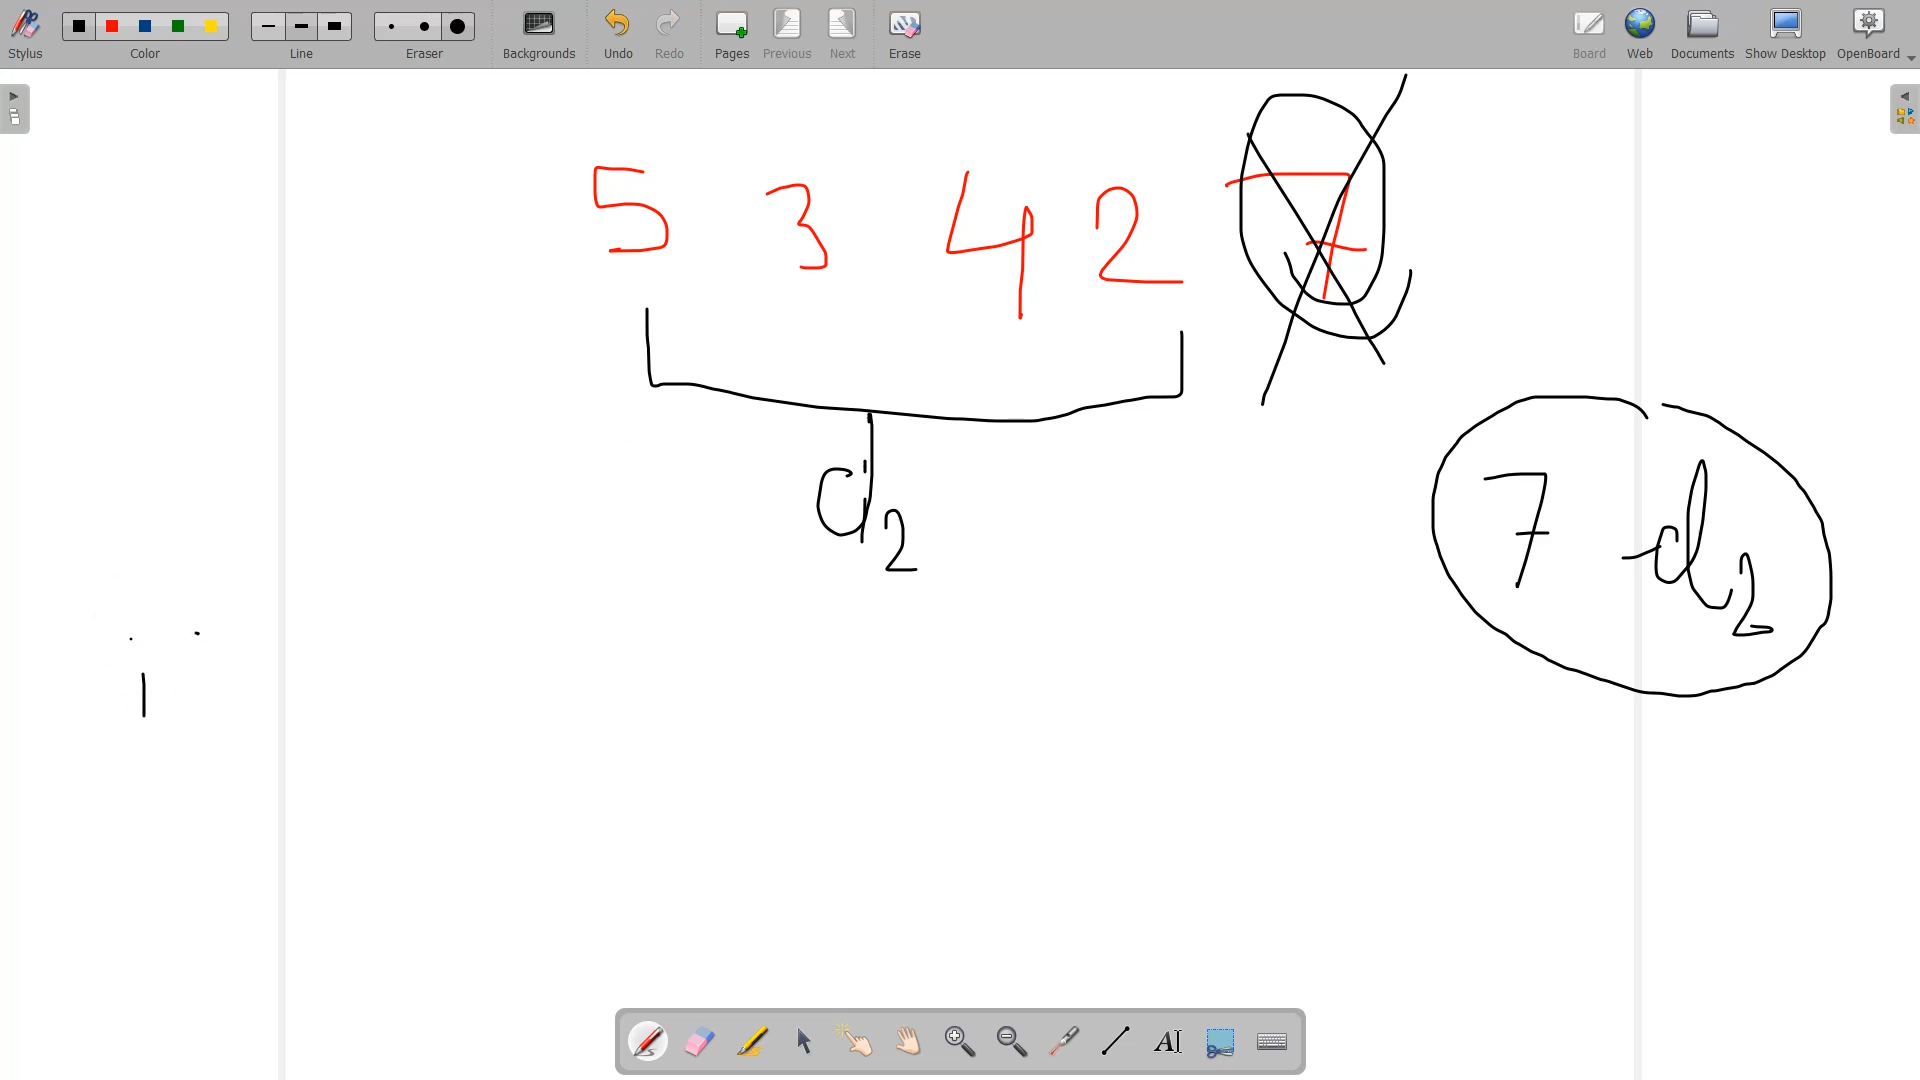 Stylus Color Line Eraser Backgrounds Undo Redo Pages Previous Next Erase Board Web Documents Show Desktop OpenBoard
5 3 4 2 7
d2
7 d2
A